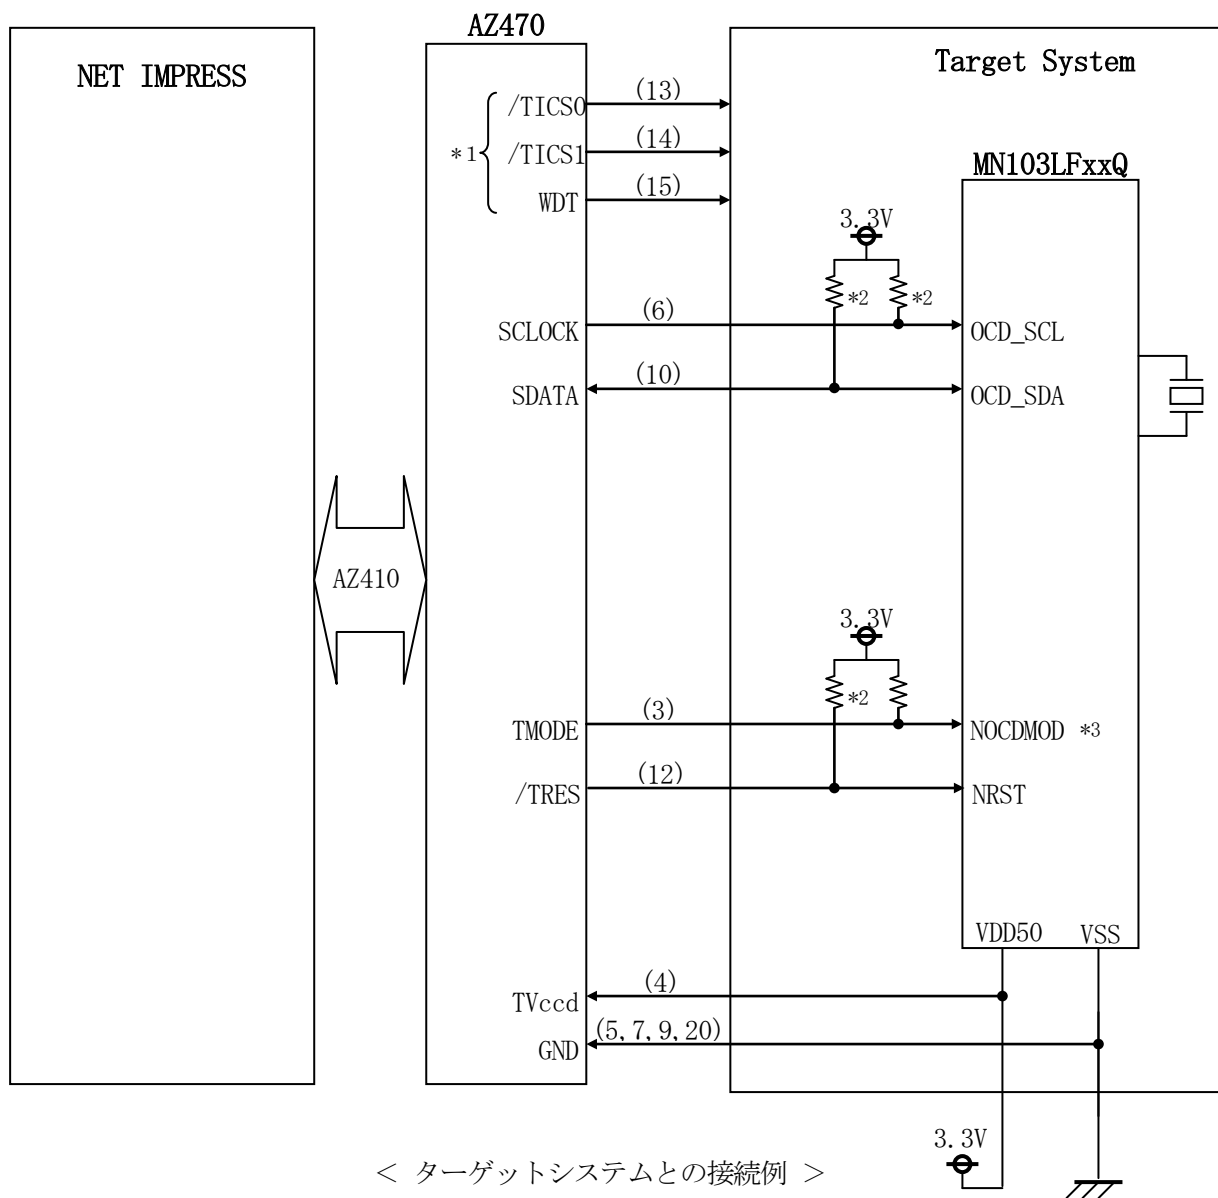 AZ470
NET IMPRESS
Target System
/TICS0
(13)
*1
/TICS1
(14)
WDT
(15)
MN103LFxxQ
3.3V
*2
*2
SCLOCK
(6)
OCD_SCL
SDATA
(10)
OCD_SDA
AZ410
3.3V
*2
TMODE
(3)
NOCDMOD *3
/TRES
(12)
NRST
VDD50
VSS
TVccd
(4)
GND
(5,7,9,20)
3.3V
< ターゲットシステムとの接続例 >